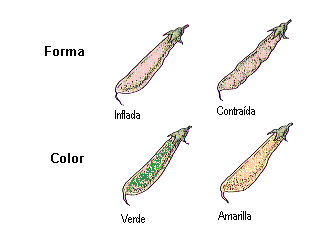 Forma
Inflada
Contraída
Color
Verde
Amarilla